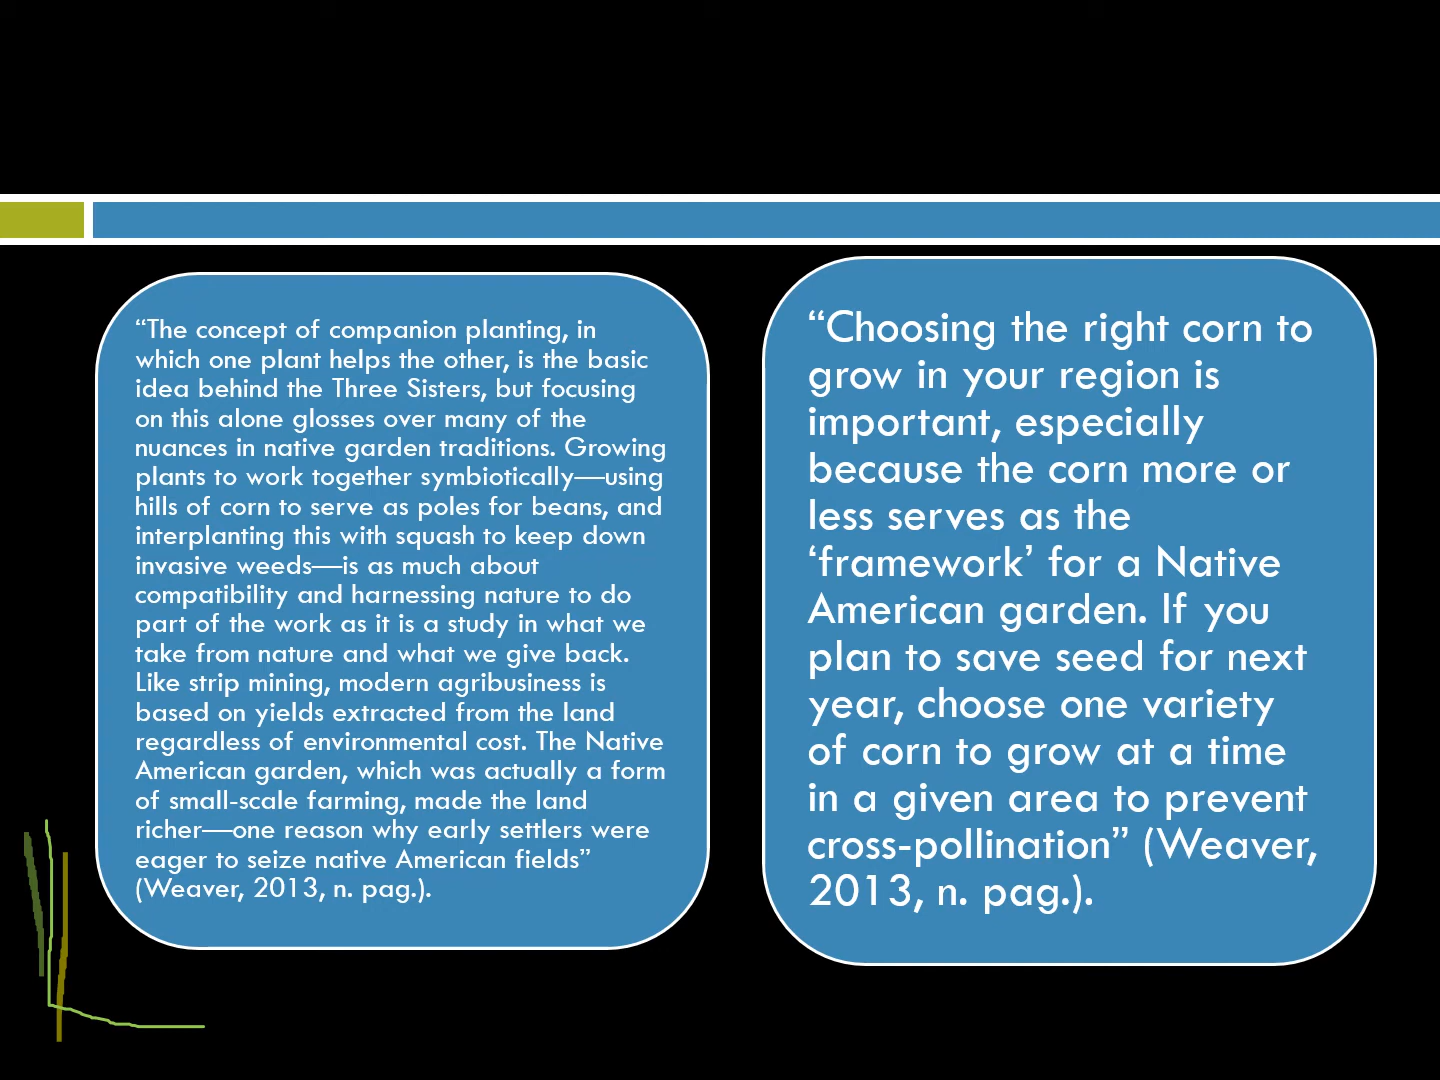 “The concept of companion planting, in
which one plant helps the other, is the basic
idea behind the Three Sisters, but focusing
on this alone glosses over many of the
nuances in native garden traditions. Growing
plants to work together symbiotically—using
hills of corn to serve as poles for beans, and
interplanting this with squash to keep down
invasive weeds—is as much about
compatibility and harnessing nature to do
part of the work as it is a study in what we
take from nature and what we give back.
Like strip mining, modern agribusiness is
based on yields extracted from the land
regardless of environmental cost. The Native
American garden, which was actually a form
of small-scale farming, made the land
richer—one reason why early settlers were
eager to seize native American fields”
(Weaver, 2013, n. pag.).
“Choosing the right corn to
grow in your region is
important, especially
because the corn more or
less serves as the
‘framework’ for a Native
American garden. If you
plan to save seed for next
year, choose one variety
of corn to grow at a time
in a given area to prevent
cross-pollination” (Weaver,
2013, n. pag.).